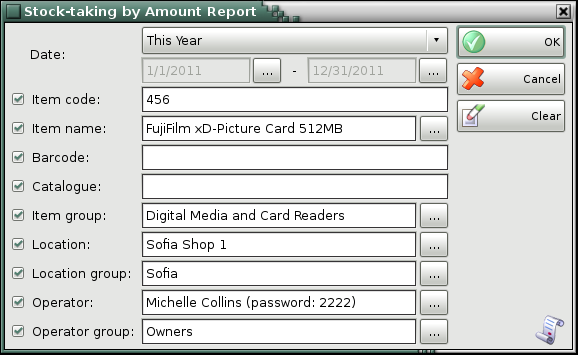 Stock-taking by Amount Report
Date: This Year
1/1/2011 ... - 12/31/2011 ...
Item code: 456
Item name: FujiFilm xD-Picture Card 512MB ...
Barcode:
Catalogue:
Item group: Digital Media and Card Readers ...
Location: Sofia Shop 1 ...
Location group: Sofia ...
Operator: Michelle Collins (password: 2222) ...
Operator group: Owners ...
OK
Cancel
Clear